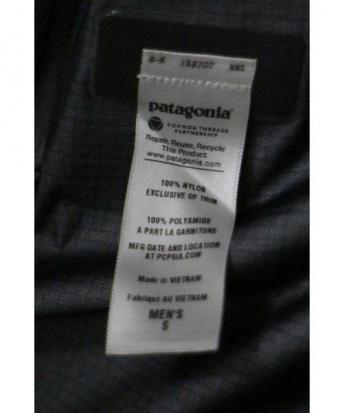 138707
patagonia
COMMON THREADS
PARTNERSHIP
Repair, Reuse, Recycle
This Product
www.patagonia.com
100% NYLON
EXCLUSIVE OF TRIM
100% POLYAMIDE
A PART LA GARNITURE
MFG DATE AND LOCATION
AT PCPSIA.COM
Made in VIETNAM
Fabriqué AU VIETNAM
MEN'S
S